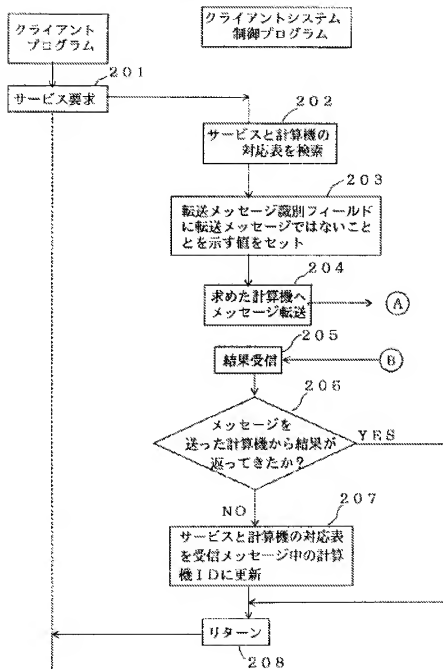 クライアント
プログラム
クライアントシステム
制御プログラム
201
サービス要求
202
サービスと計算機の
対応表を検索
203
転送メッセージ識別フィールド
に転送メッセージではないこと
とを示す値をセット
204
求めた計算機へ
メッセージ転送
A
205
結果受信
B
206
メッセージを
送った計算機から結果が
返ってきたか?
YES
NO
207
サービスと計算機の対応表
を受信メッセージ中の計算
機IDに更新
リターン
208